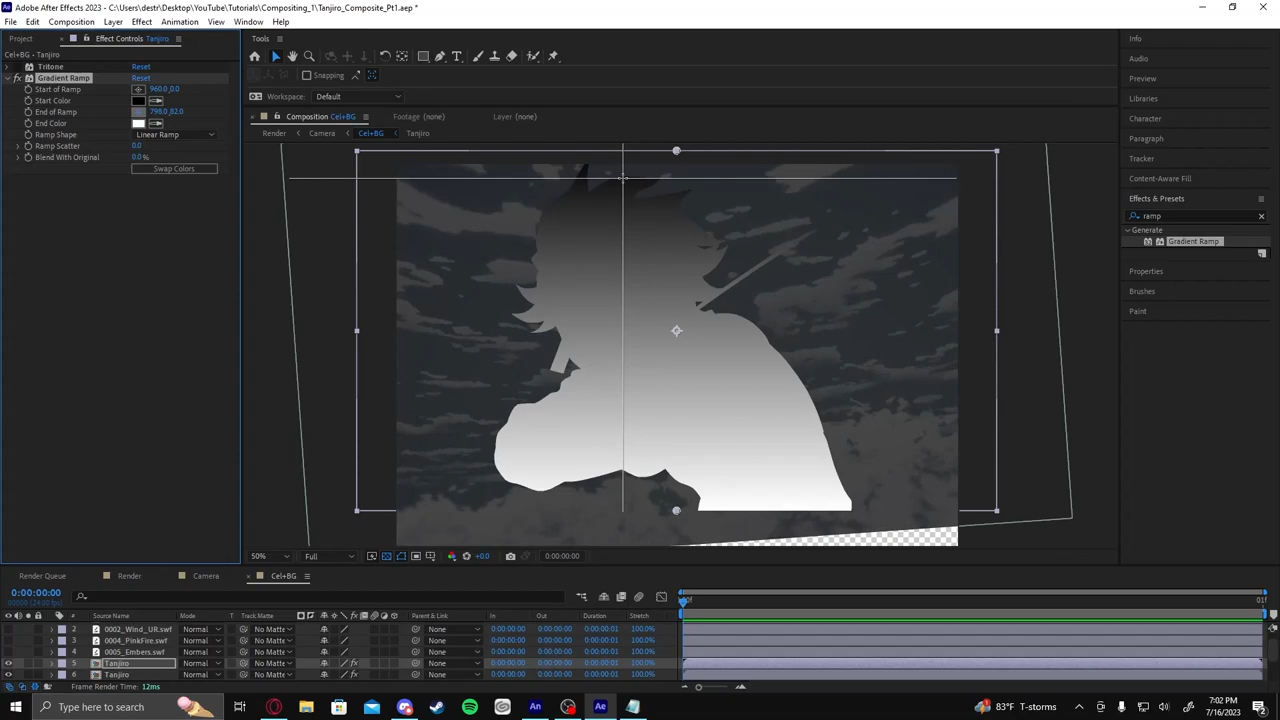 Adobe After Effects 2023 - C:\Users\destr\Desktop\YouTube\Tutorials\Compositing_1\Tanjiro_Composite_Pt1.aep *
File Edit Composition Layer Effect Animation View Window Help
Project Effect Controls Tanjiro
Cel+BG • Tanjiro
Tritone Reset
fx Gradient Ramp Reset
Start of Ramp 960.0,0.0
Start Color
End of Ramp 798.0,82.0
End Color
Ramp Shape Linear Ramp
Ramp Scatter 0.0
Blend With Original 0.0 %
Swap Colors
Tools
Snapping
Workspace: Default
Composition Cel+BG Footage (none) Layer (none)
Render Camera Cel+BG Tanjiro
50% Full +0.0 0:00:00:00
Info
Audio
Preview
Libraries
Character
Paragraph
Tracker
Content-Aware Fill
Effects & Presets
ramp
Generate
Gradient Ramp
Properties
Brushes
Paint
Render Queue Render Camera Cel+BG
0:00:00:00
00000 (24.00 fps)
# Source Name Mode T Track Matte Parent & Link In Out Duration Stretch
2 0002_Wind_UR.swf Normal No Matte None 0:00:00:00 0:00:00:00 0:00:00:01 100.0%
3 0004_PinkFire.swf Normal No Matte None 0:00:00:00 0:00:00:00 0:00:00:01 100.0%
4 0005_Embers.swf Normal No Matte None 0:00:00:00 0:00:00:00 0:00:00:01 100.0%
5 Tanjiro Normal No Matte None 0:00:00:00 0:00:00:00 0:00:00:01 100.0%
6 Tanjiro Normal No Matte None 0:00:00:00 0:00:00:00 0:00:00:01 100.0%
01f
Frame Render Time: 12ms
Type here to search
83°F T-storms
7:02 PM
7/16/2023